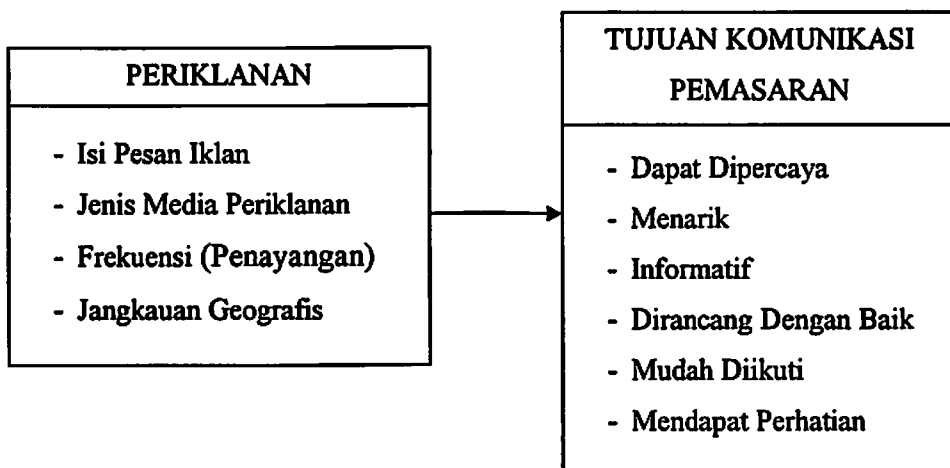 PERIKLANAN
- Isi Pesan Iklan
- Jenis Media Periklanan
- Frekuensi (Penayangan)
- Jangkauan Geografis
TUJUAN KOMUNIKASI
PEMASARAN
- Dapat Dipercaya
- Menarik
- Informatif
- Dirancang Dengan Baik
- Mudah Diikuti
- Mendapat Perhatian